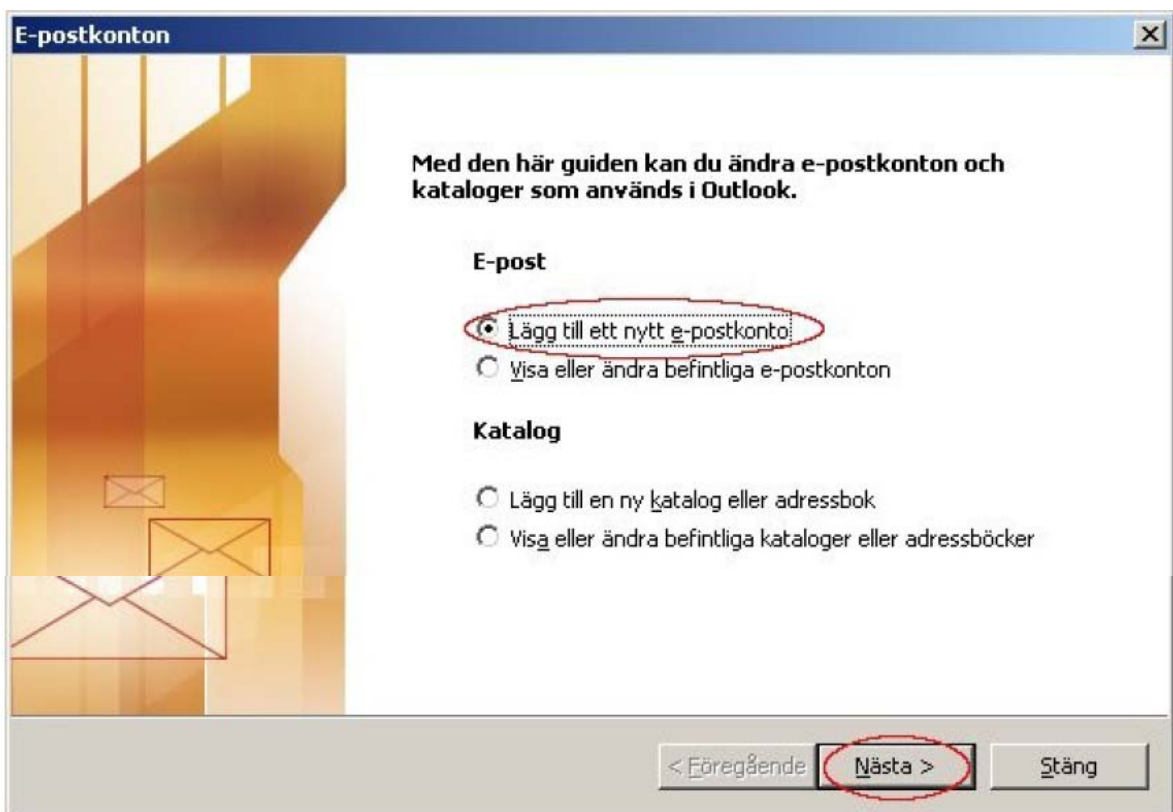 E-postkonton
Med den här guiden kan du ändra e-postkonton och
kataloger som används i Outlook.
E-post
Lägg till ett nytt e-postkonto
Visa eller ändra befintliga e-postkonton
Katalog
Lägg till en ny katalog eller adressbok
Visa eller ändra befintliga kataloger eller adressböcker
< Föregående
Nästa >
Stäng